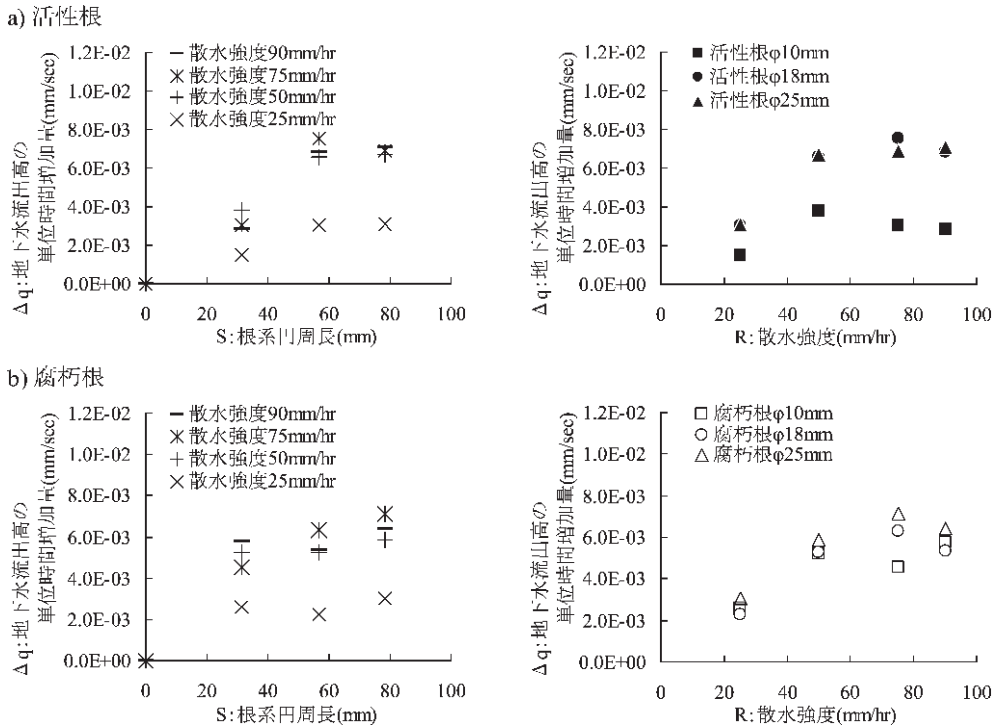 a) 活性根
Δq:地下水流出高の
単位時間増加量(mm/sec)
1.2E-02
1.0E-02
8.0E-03
6.0E-03
4.0E-03
2.0E-03
0.0E+00
散水強度90mm/hr
散水強度75mm/hr
散水強度50mm/hr
散水強度25mm/hr
0 20 40 60 80 100
S:根系円周長(mm)
Δq:地下水流出高の
単位時間増加量(mm/sec)
1.2E-02
1.0E-02
8.0E-03
6.0E-03
4.0E-03
2.0E-03
0.0E+00
活性根φ10mm
活性根φ18mm
活性根φ25mm
0 20 40 60 80 100
R:散水強度(mm/hr)
b) 腐朽根
Δq:地下水流出高の
単位時間増加量(mm/sec)
1.2E-02
1.0E-02
8.0E-03
6.0E-03
4.0E-03
2.0E-03
0.0E+00
散水強度90mm/hr
散水強度75mm/hr
散水強度50mm/hr
散水強度25mm/hr
0 20 40 60 80 100
S:根系円周長(mm)
Δq:地下水流出高の
単位時間増加量(mm/sec)
1.2E-02
1.0E-02
8.0E-03
6.0E-03
4.0E-03
2.0E-03
0.0E+00
腐朽根φ10mm
腐朽根φ18mm
腐朽根φ25mm
0 20 40 60 80 100
R:散水強度(mm/hr)